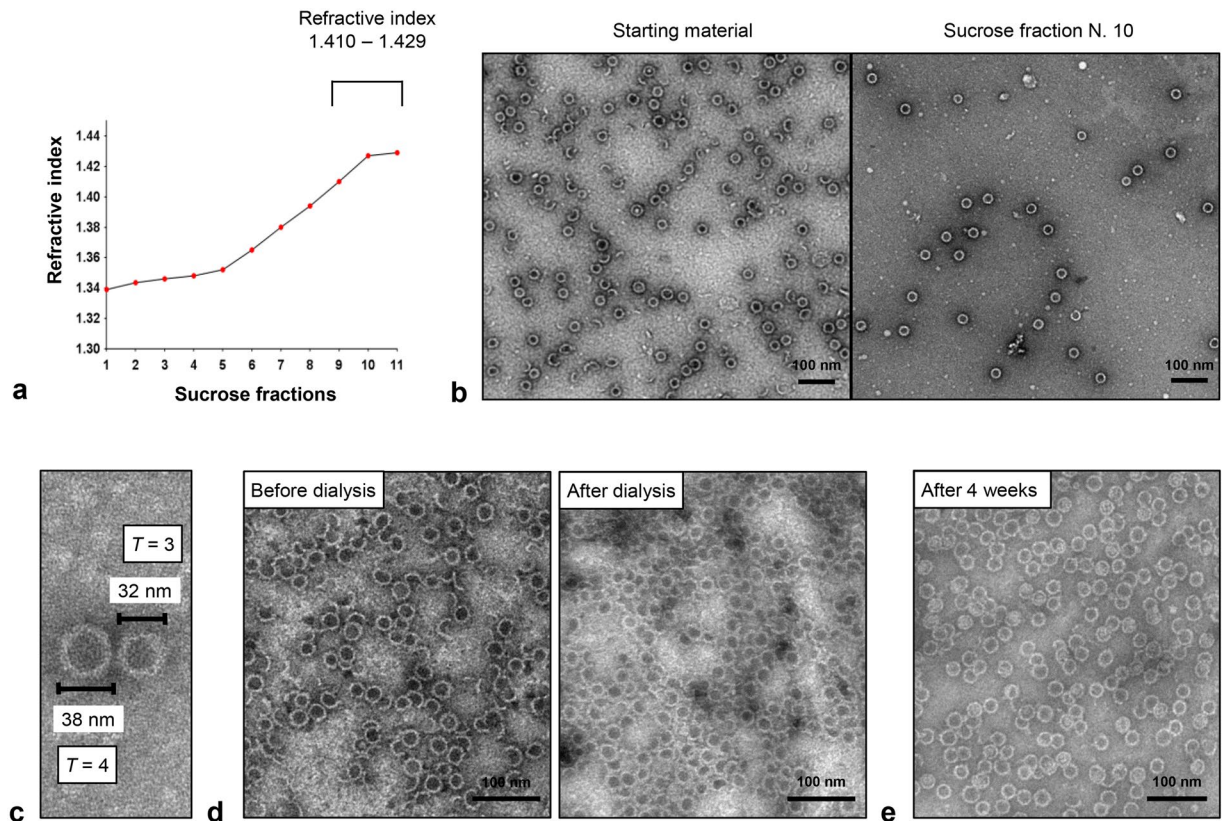 Refractive index
1.410 – 1.429
Refractive index
1.44
1.42
1.40
1.38
1.36
1.34
1.32
1.30
1 2 3 4 5 6 7 8 9 10 11
Sucrose fractions
a
Starting material
Sucrose fraction N. 10
100 nm
100 nm
b
T = 3
32 nm
38 nm
T = 4
c
Before dialysis
100 nm
After dialysis
100 nm
d
After 4 weeks
100 nm
e